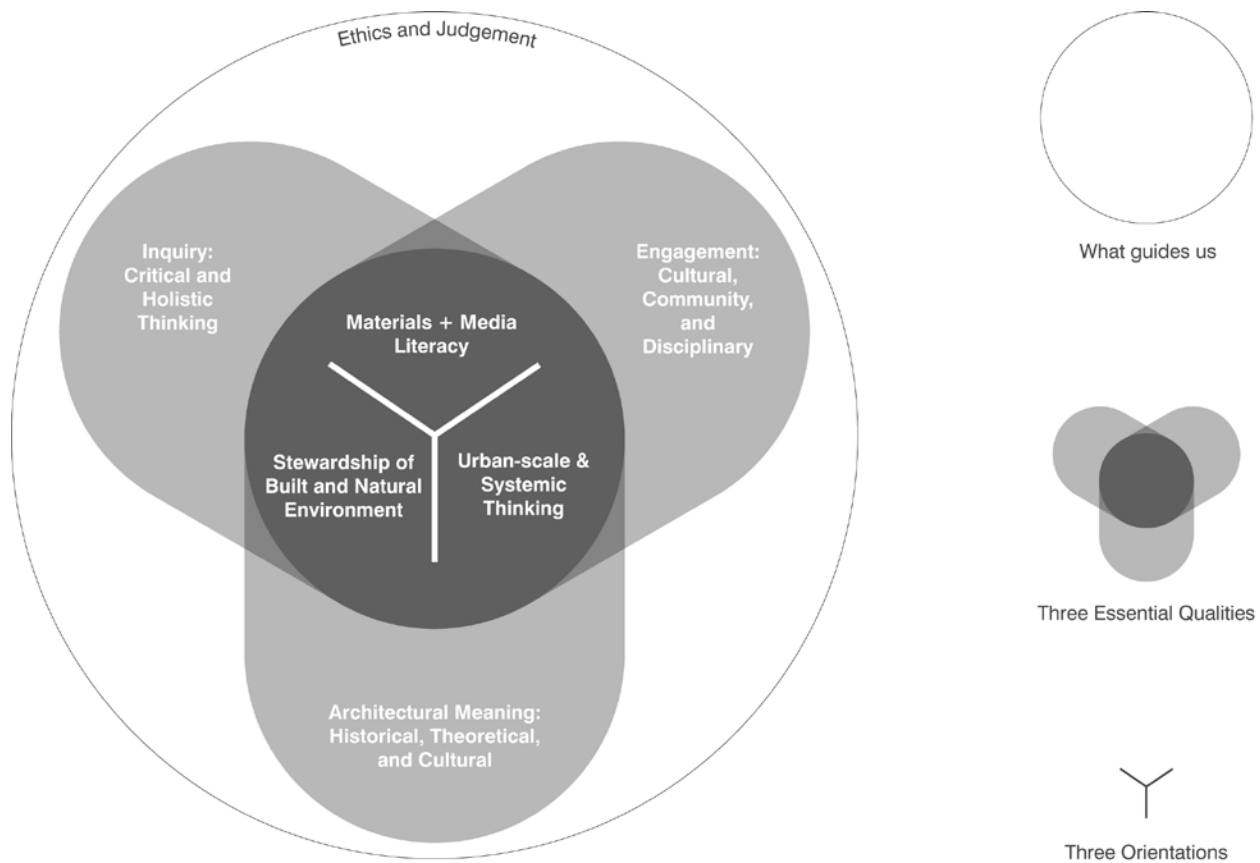 Ethics and Judgement
Inquiry:
Critical and
Holistic
Thinking
Engagement:
Cultural,
Community,
and
Disciplinary
Materials + Media
Literacy
Stewardship of
Built and Natural
Environment
Urban-scale &
Systemic
Thinking
Architectural Meaning:
Historical, Theoretical,
and Cultural
What guides us
Three Essential Qualities
Three Orientations